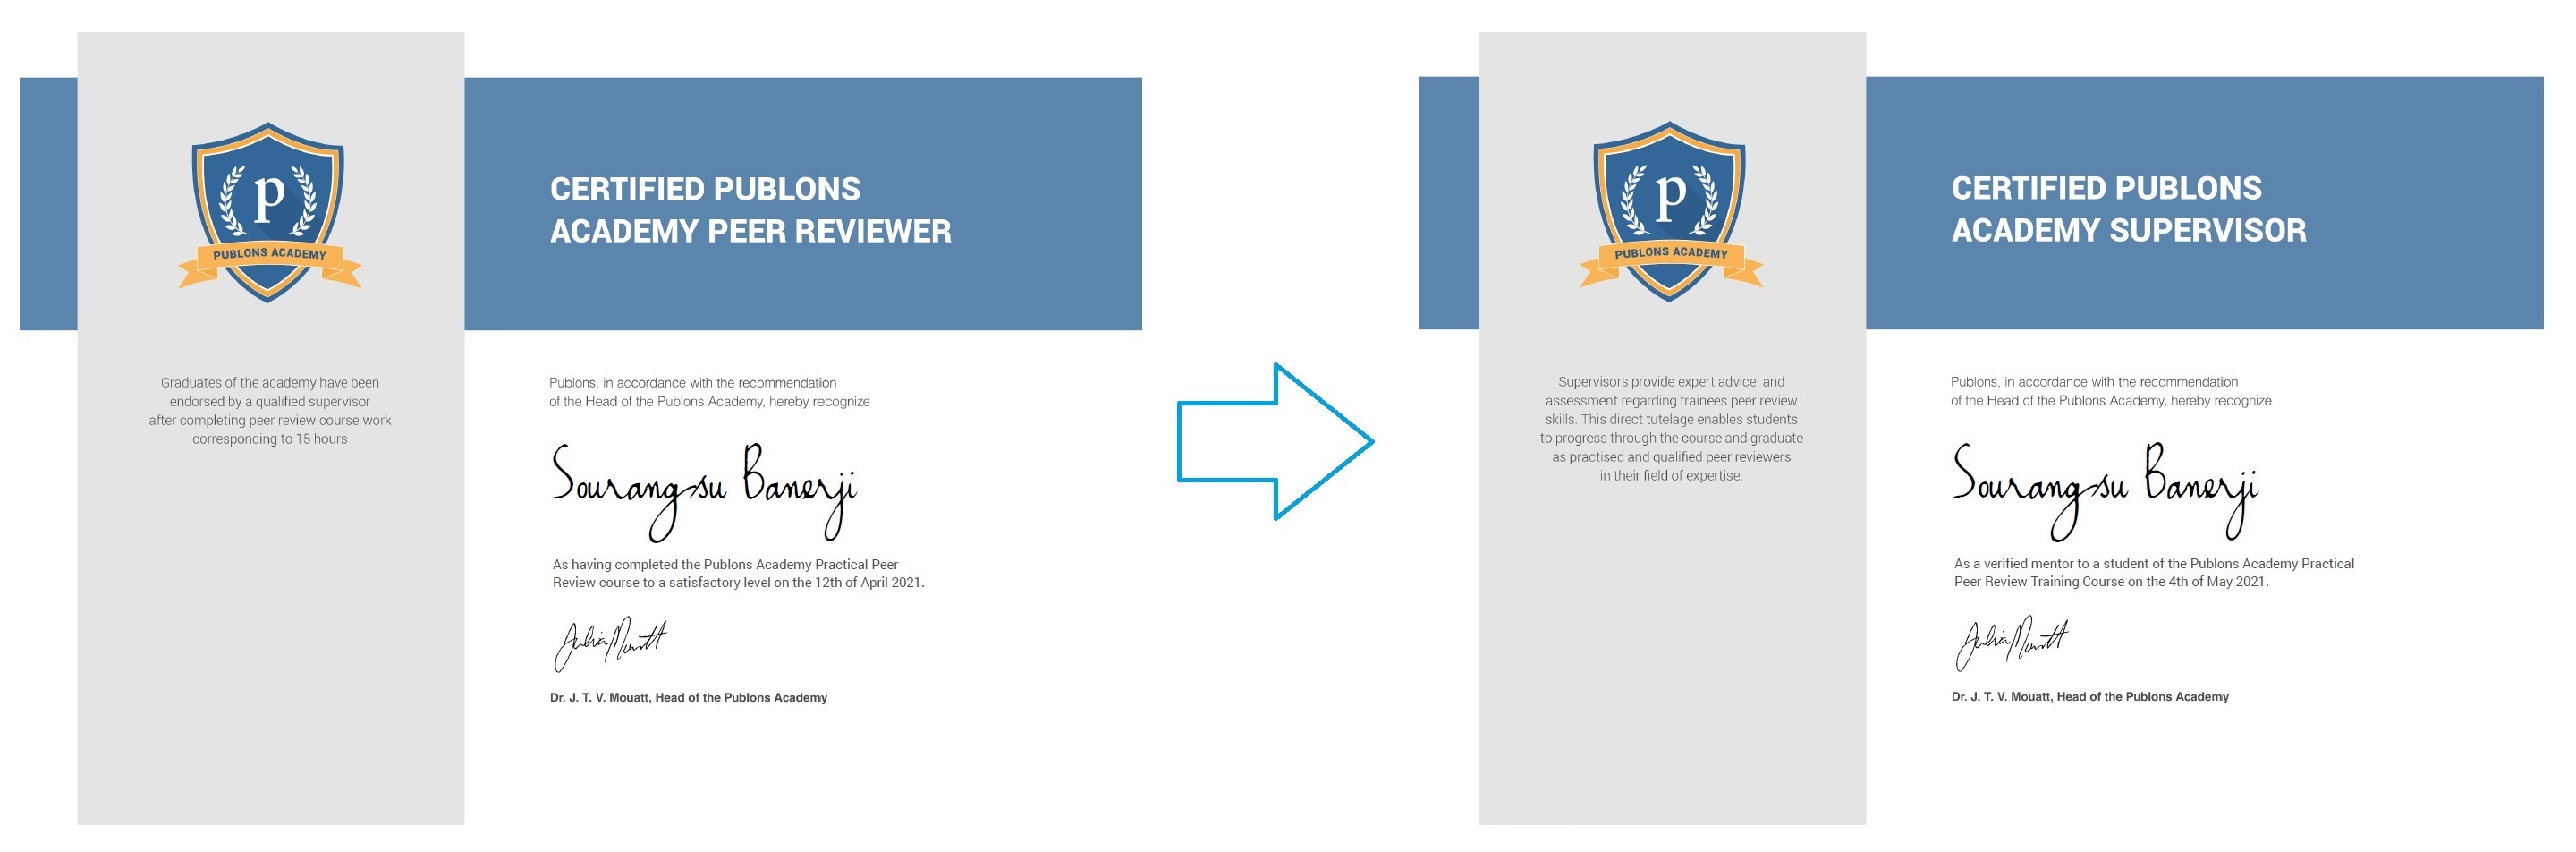 p
PUBLONS ACADEMY
CERTIFIED PUBLONS
ACADEMY PEER REVIEWER
Graduates of the academy have been
endorsed by a qualified supervisor
after completing peer review course work
corresponding to 15 hours
Publons, in accordance with the recommendation
of the Head of the Publons Academy, hereby recognize
Sourangsu Banerji
As having completed the Publons Academy Practical Peer
Review course to a satisfactory level on the 12th of April 2021.
Julia Mouatt
Dr. J. T. V. Mouatt, Head of the Publons Academy
p
PUBLONS ACADEMY
CERTIFIED PUBLONS
ACADEMY SUPERVISOR
Supervisors provide expert advice and
assessment regarding trainees peer review
skills. This direct tutelage enables students
to progress through the course and graduate
as practised and qualified peer reviewers
in their field of expertise.
Publons, in accordance with the recommendation
of the Head of the Publons Academy, hereby recognize
Sourangsu Banerji
As a verified mentor to a student of the Publons Academy Practical
Peer Review Training Course on the 4th of May 2021.
Julia Mouatt
Dr. J. T. V. Mouatt, Head of the Publons Academy